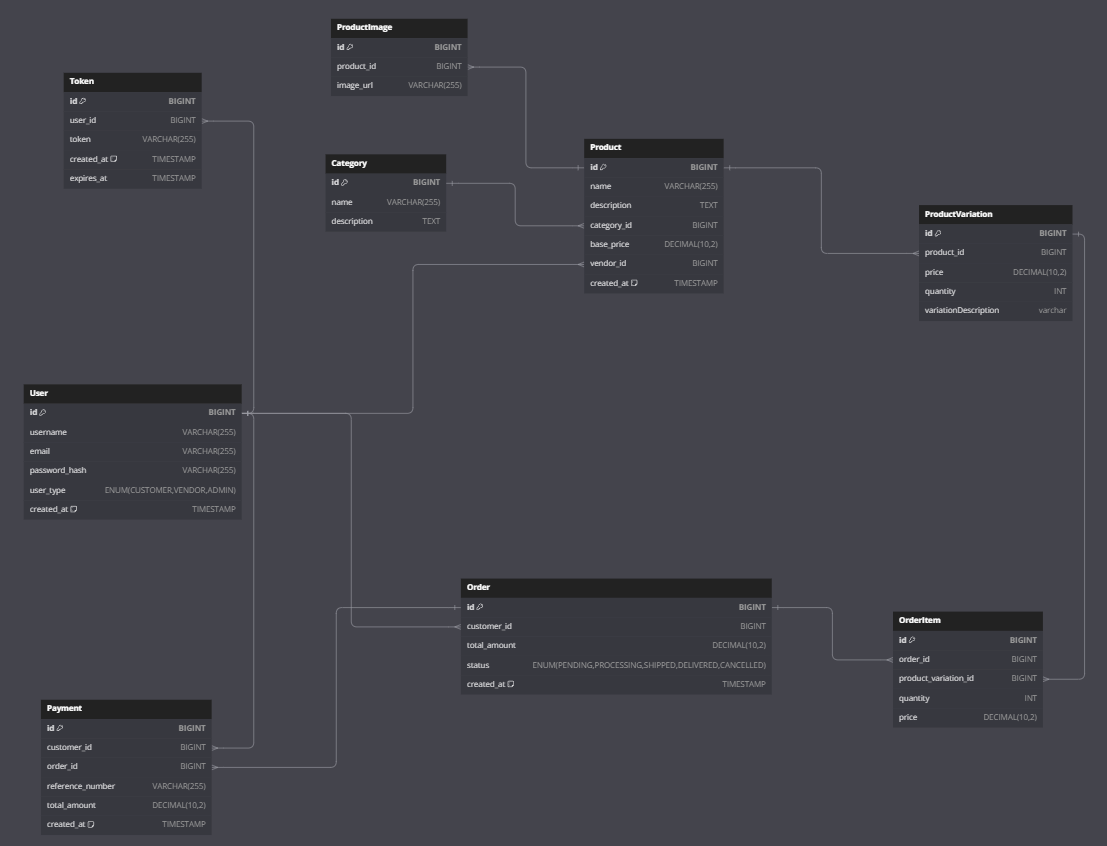 ProductImage
id BIGINT
product_id BIGINT
image_url VARCHAR(255)
Token
id BIGINT
user_id BIGINT
token VARCHAR(255)
created_at TIMESTAMP
expires_at TIMESTAMP
Category
id BIGINT
name VARCHAR(255)
description TEXT
Product
id BIGINT
name VARCHAR(255)
description TEXT
category_id BIGINT
base_price DECIMAL(10,2)
vendor_id BIGINT
created_at TIMESTAMP
ProductVariation
id BIGINT
product_id BIGINT
price DECIMAL(10,2)
quantity INT
variationDescription varchar
User
id BIGINT
username VARCHAR(255)
email VARCHAR(255)
password_hash VARCHAR(255)
user_type ENUM(CUSTOMER,VENDOR,ADMIN)
created_at TIMESTAMP
Order
id BIGINT
customer_id BIGINT
total_amount DECIMAL(10,2)
status ENUM(PENDING,PROCESSING,SHIPPED,DELIVERED,CANCELLED)
created_at TIMESTAMP
OrderItem
id BIGINT
order_id BIGINT
product_variation_id BIGINT
quantity INT
price DECIMAL(10,2)
Payment
id BIGINT
customer_id BIGINT
order_id BIGINT
reference_number VARCHAR(255)
total_amount DECIMAL(10,2)
created_at TIMESTAMP